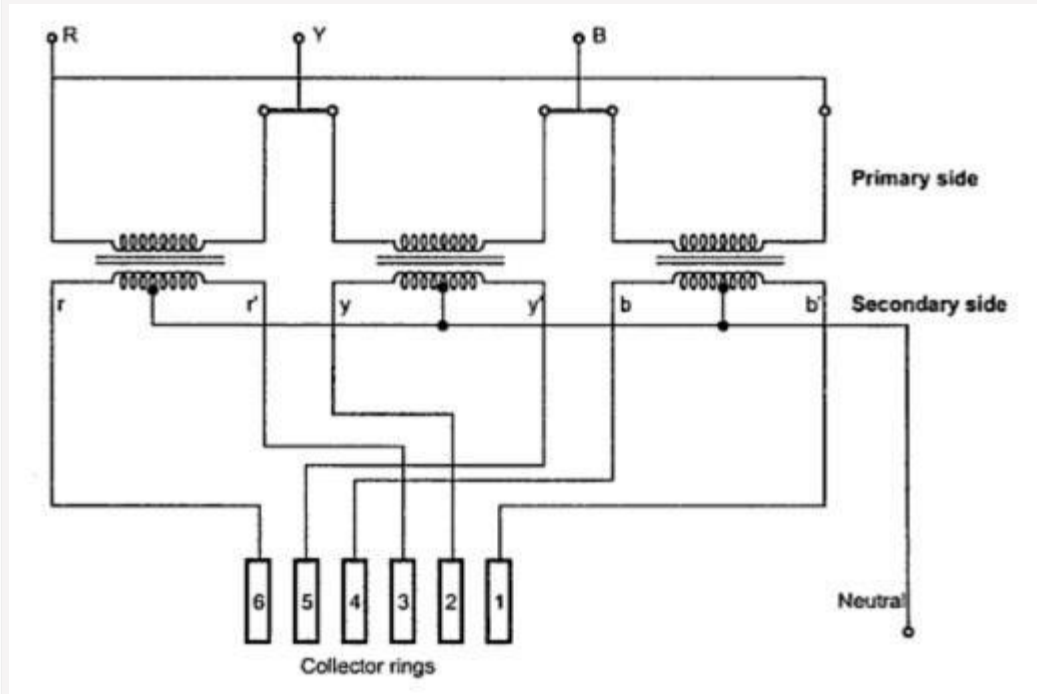 R Y B
Primary side
r r' y y' b b' Secondary side
6 5 4 3 2 1
Neutral
Collector rings